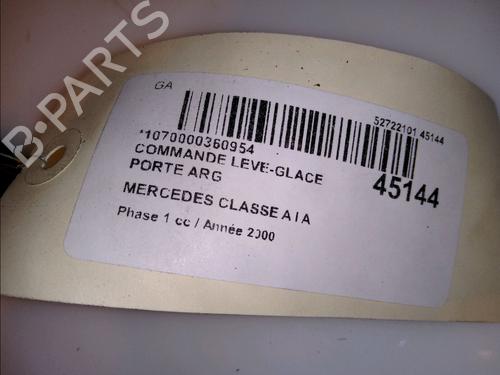 B-PARTS
GA
52722101 45144
*1070000360954
COMMANDE LEVE-GLACE
PORTE ARG
45144
MERCEDES CLASSE A I A
Phase 1 cc / Année 2000